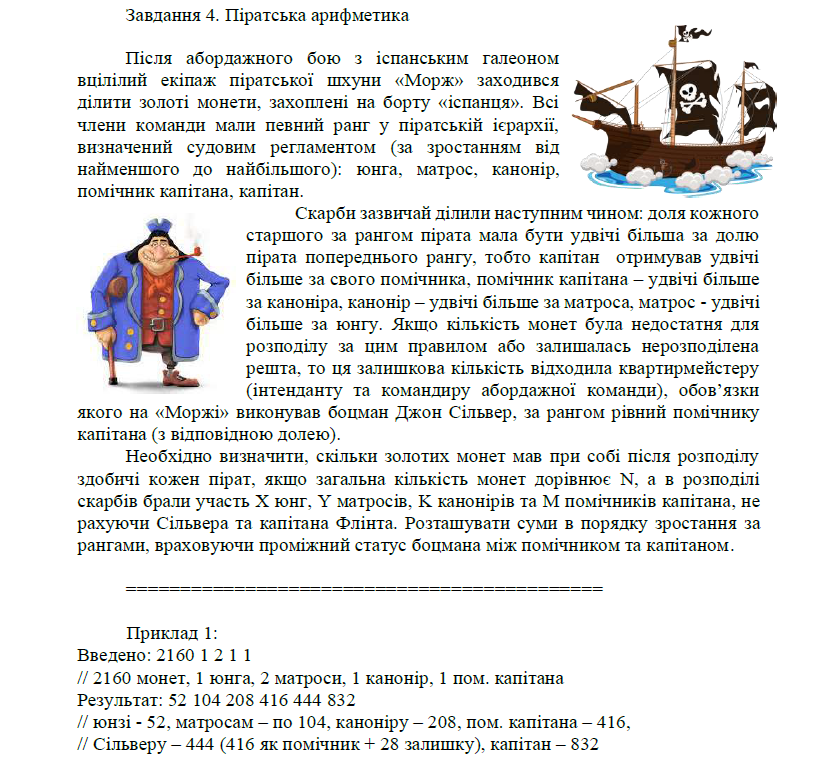 Завдання 4. Піратська арифметика
Після абордажного бою з іспанським галеоном
вцілілий екіпаж піратської шхуни «Морж» заходився
ділити золоті монети, захоплені на борту «іспанця». Всі
члени команди мали певний ранг у піратській ієрархії,
визначений судовим регламентом (за зростанням від
найменшого до найбільшого): юнга, матрос, канонір,
помічник капітана, капітан.
Скарби зазвичай ділили наступним чином: доля кожного
старшого за рангом пірата мала бути удвічі більша за долю
пірата попереднього рангу, тобто капітан отримував удвічі
більше за свого помічника, помічник капітана – удвічі більше
за каноніра, канонір – удвічі більше за матроса, матрос - удвічі
більше за юнгу. Якщо кількість монет була недостатня для
розподілу за цим правилом або залишалась нерозподілена
решта, то ця залишкова кількість відходила квартирмейстеру
(інтенданту та командиру абордажної команди), обов’язки
якого на «Моржі» виконував боцман Джон Сільвер, за рангом рівний помічнику
капітана (з відповідною долею).
Необхідно визначити, скільки золотих монет мав при собі після розподілу
здобичі кожен пірат, якщо загальна кількість монет дорівнює N, а в розподілі
скарбів брали участь X юнг, Y матросів, K канонірів та M помічників капітана, не
рахуючи Сільвера та капітана Флінта. Розташувати суми в порядку зростання за
рангами, враховуючи проміжний статус боцмана між помічником та капітаном.
============================================
Приклад 1:
Введено: 2160 1 2 1 1
// 2160 монет, 1 юнга, 2 матроси, 1 канонір, 1 пом. капітана
Результат: 52 104 208 416 444 832
// юнзі - 52, матросам – по 104, каноніру – 208, пом. капітана – 416,
// Сільверу – 444 (416 як помічник + 28 залишку), капітан – 832